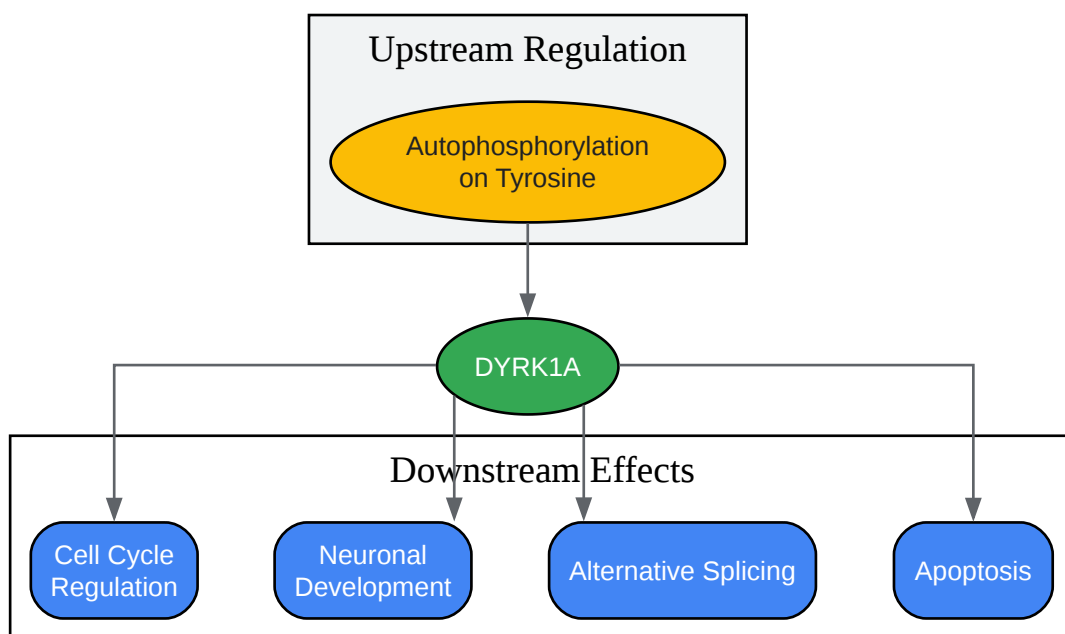 Upstream Regulation
Autophosphorylation
on Tyrosine
DYRK1A
Downstream Effects
Cell Cycle
Regulation
Neuronal
Development
Alternative Splicing
Apoptosis